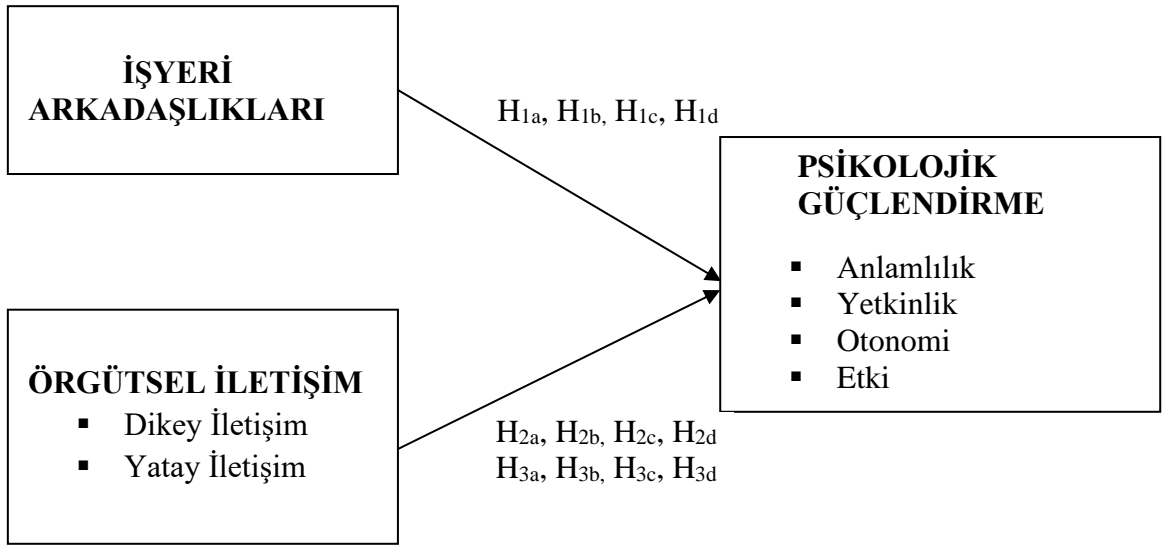 İŞYERİ
ARKADAŞLIKLARI
H1a, H1b, H1c, H1d
PSİKOLOJİK
GÜÇLENDİRME
▪ Anlamlılık
▪ Yetkinlik
▪ Otonomi
▪ Etki
ÖRGÜTSEL İLETİŞİM
▪ Dikey İletişim
▪ Yatay İletişim
H2a, H2b, H2c, H2d
H3a, H3b, H3c, H3d